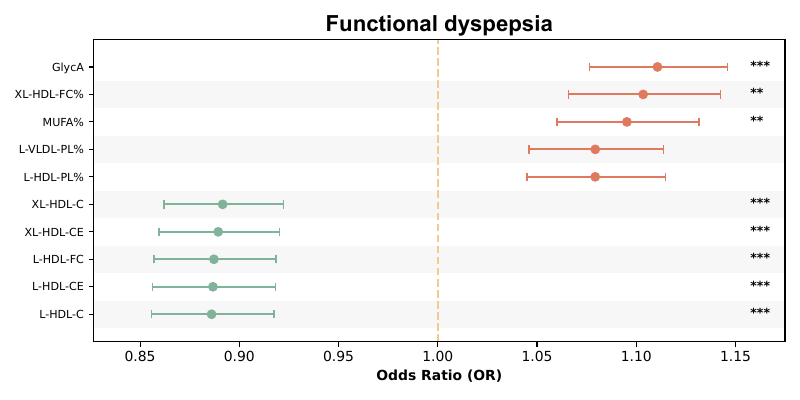 Functional dyspepsia
GlycA ***
XL-HDL-FC% **
MUFA% **
L-VLDL-PL%
L-HDL-PL%
XL-HDL-C ***
XL-HDL-CE ***
L-HDL-FC ***
L-HDL-CE ***
L-HDL-C ***
0.85 0.90 0.95 1.00 1.05 1.10 1.15
Odds Ratio (OR)